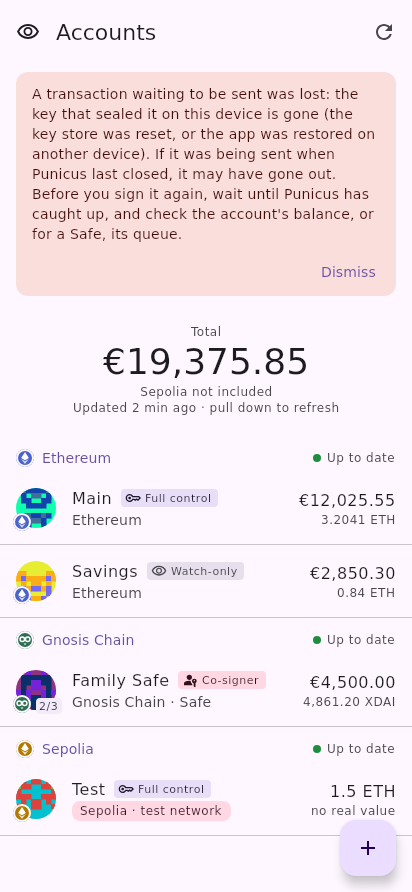 Accounts
A transaction waiting to be sent was lost: the
key that sealed it on this device is gone (the
key store was reset, or the app was restored on
another device). If it was being sent when
Punicus last closed, it may have gone out.
Before you sign it again, wait until Punicus has
caught up, and check the account's balance, or
for a Safe, its queue.
Dismiss
Total
€19,375.85
Sepolia not included
Updated 2 min ago · pull down to refresh
Ethereum Up to date
Main Full control €12,025.55
Ethereum 3.2041 ETH
Savings Watch-only €2,850.30
Ethereum 0.84 ETH
Gnosis Chain Up to date
Family Safe Co-signer €4,500.00
2/3 Gnosis Chain · Safe 4,861.20 XDAI
Sepolia Up to date
Test Full control 1.5 ETH
Sepolia · test network no real value